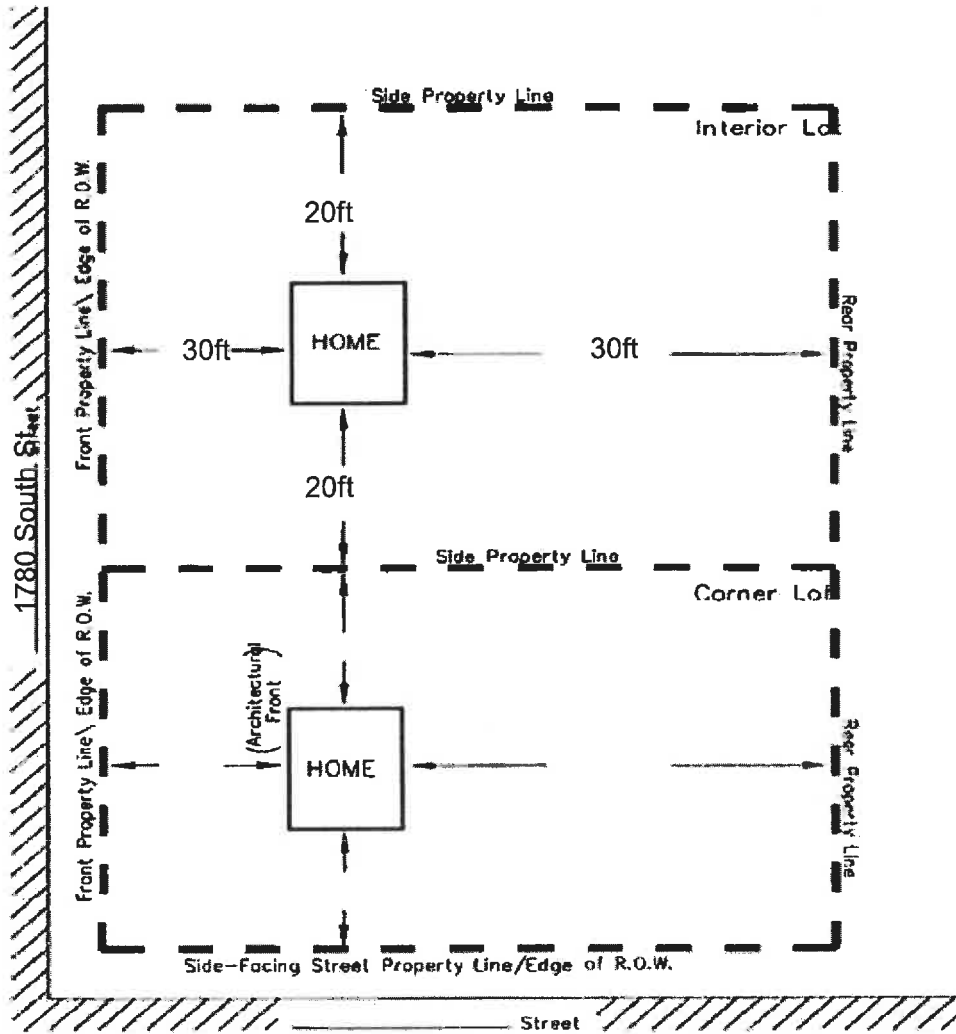 Side Property Line
Interior Lot
Front Property Line\ Edge of R.O.W.
20ft
30ft
HOME
30ft
Rear Property Line
1780 South St.
Street
20ft
Side Property Line
Corner Lot
Front Property Line\ Edge of R.O.W.
(Architectural
Front)
HOME
Rear Property Line
Side-Facing Street Property Line/Edge of R.O.W.
Street